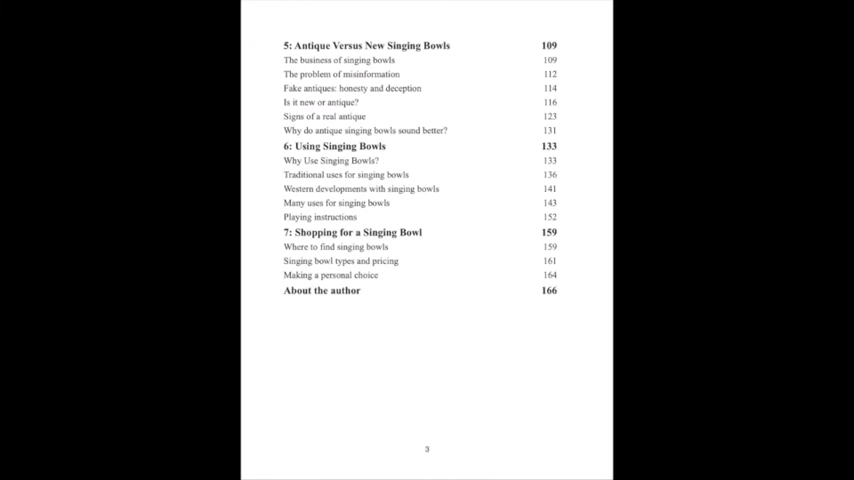 5: Antique Versus New Singing Bowls 109
The business of singing bowls 109
The problem of misinformation 112
Fake antiques: honesty and deception 114
Is it new or antique? 116
Signs of a real antique 123
Why do antique singing bowls sound better? 131
6: Using Singing Bowls 133
Why Use Singing Bowls? 133
Traditional uses for singing bowls 136
Western developments with singing bowls 141
Many uses for singing bowls 143
Playing instructions 152
7: Shopping for a Singing Bowl 159
Where to find singing bowls 159
Singing bowl types and pricing 161
Making a personal choice 164
About the author 166
3